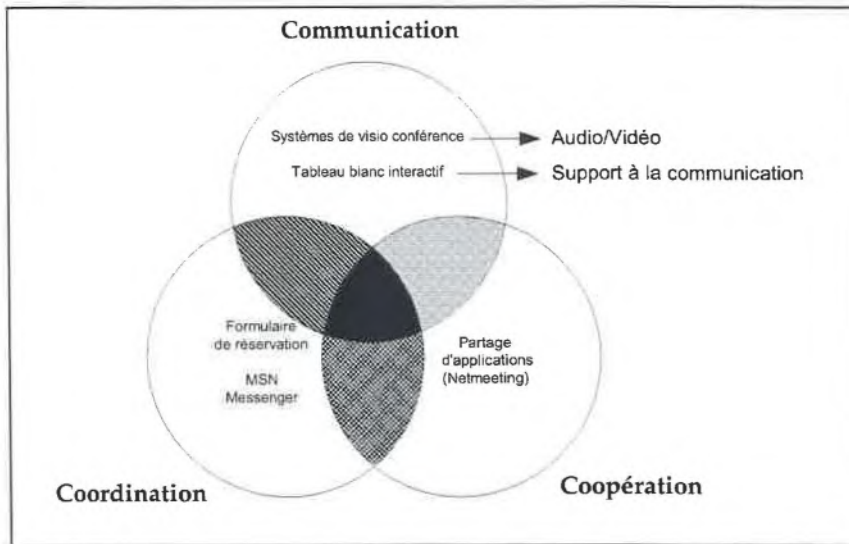 Communication
Systèmes de visio conférence
Audio/Vidéo
Tableau blanc interactif
Support à la communication
Formulaire
de réservation
MSN
Messenger
Partage
d'applications
(Netmeeting)
Coordination
Coopération